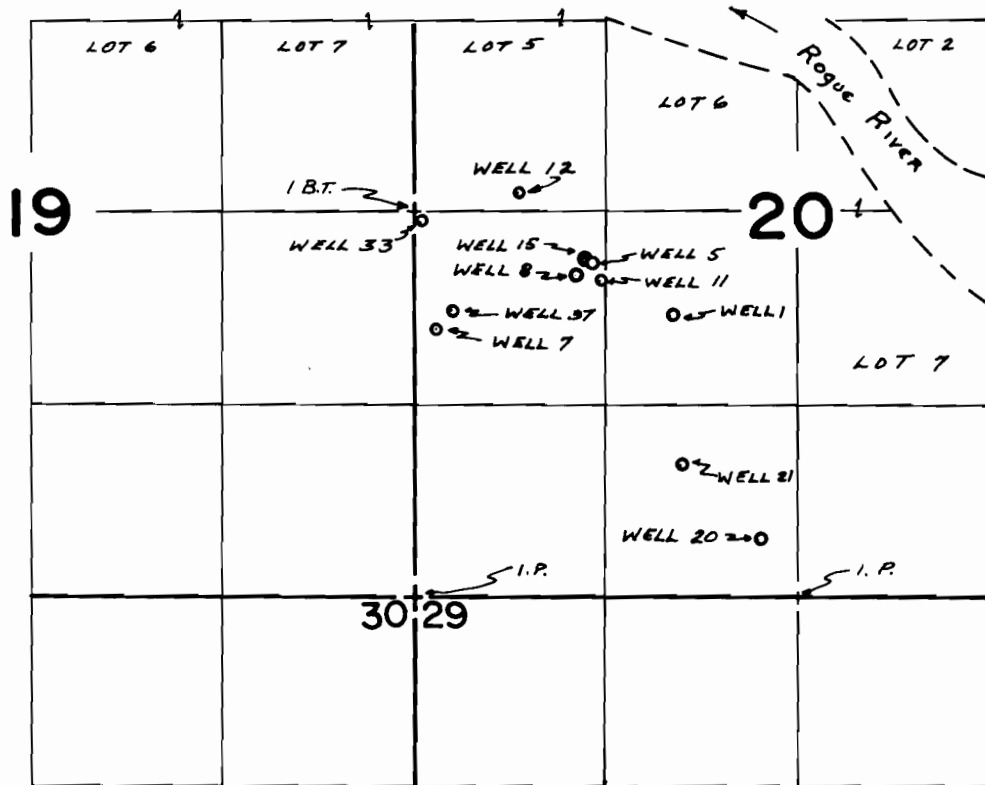 LOT 6
LOT 7
LOT 5
LOT 2
Rogue River
LOT 6
WELL 12
1 B.T.
19
20
WELL 33
WELL 15
WELL 5
WELL 8
WELL 11
WELL 37
WELL 1
WELL 7
LOT 7
WELL 21
WELL 20
I.P.
I.P.
30
29